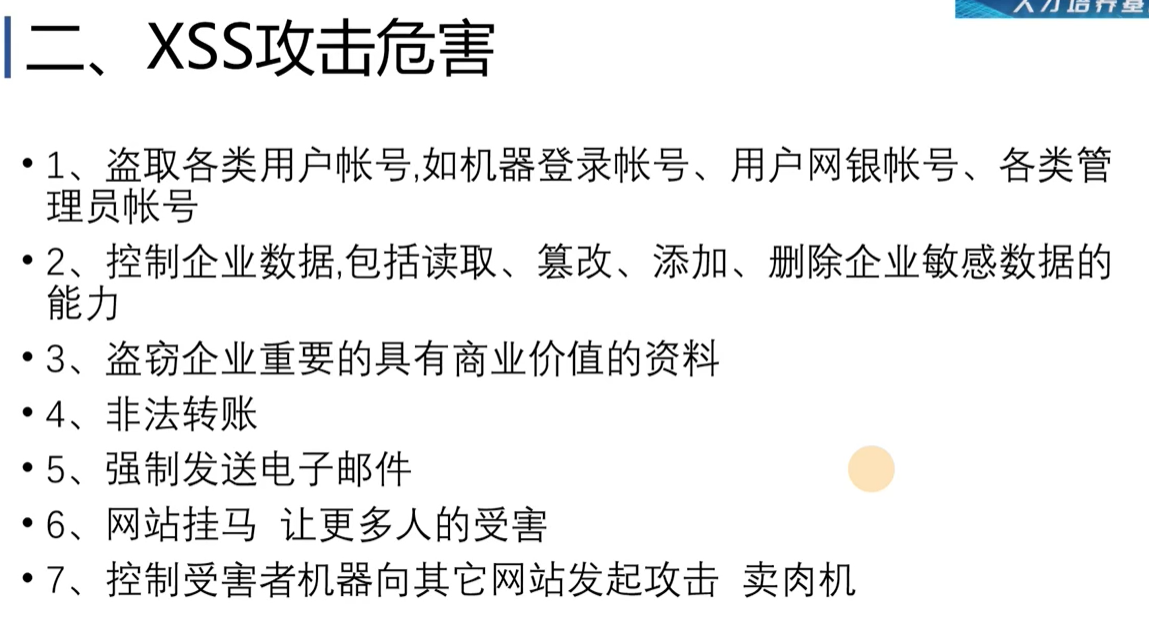 人才培养基
二、XSS攻击危害
• 1、盗取各类用户帐号,如机器登录帐号、用户网银帐号、各类管
理员帐号
• 2、控制企业数据,包括读取、篡改、添加、删除企业敏感数据的
能力
• 3、盗窃企业重要的具有商业价值的资料
• 4、非法转账
• 5、强制发送电子邮件
• 6、网站挂马 让更多人的受害
• 7、控制受害者机器向其它网站发起攻击 卖肉机